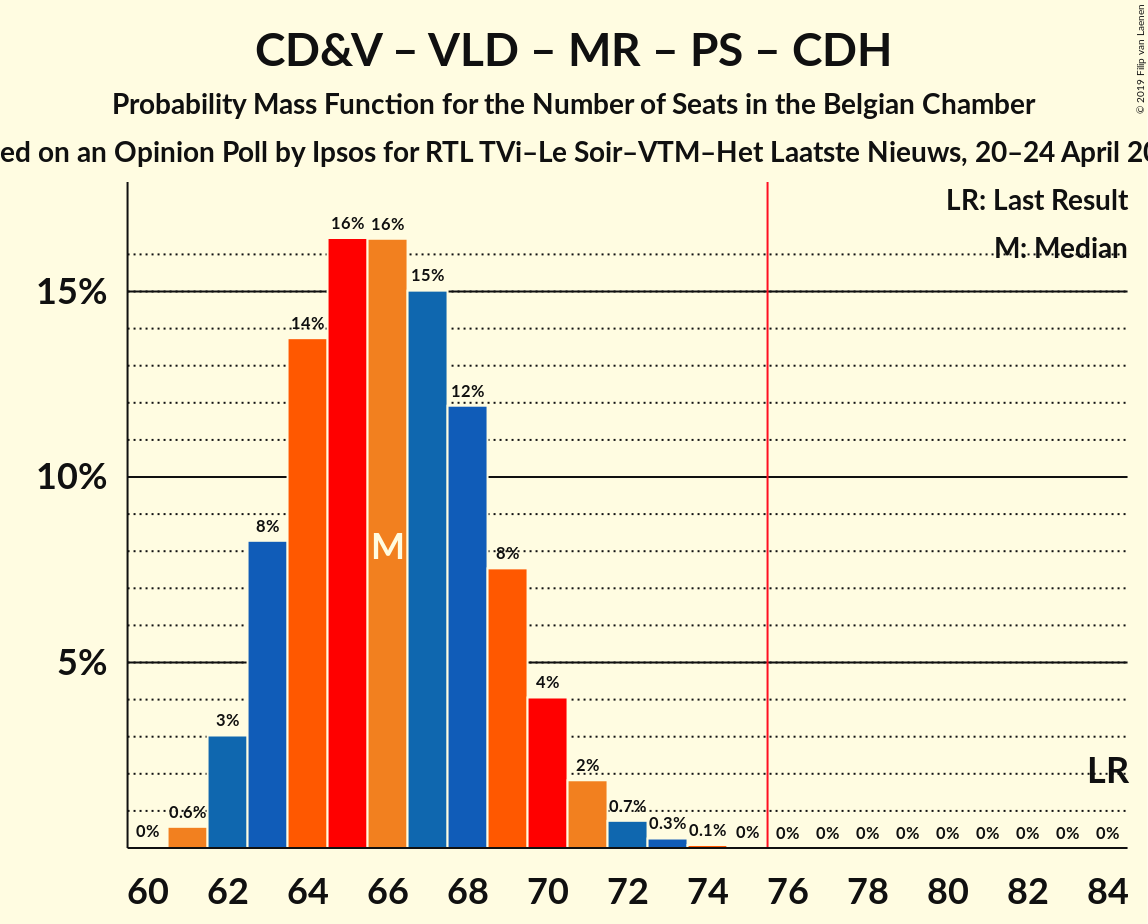 CD&V – VLD – MR – PS – CDH
Probability Mass Function for the Number of Seats in the Belgian Chamber
ed on an Opinion Poll by Ipsos for RTL TVi–Le Soir–VTM–Het Laatste Nieuws, 20–24 April 20
© 2019 Filip van Laenen
LR: Last Result
M: Median
15%
10%
5%
0% 0.6% 3% 8% 14% 16% 16% 15% 12% 8% 4% 2% 0.7% 0.3% 0.1% 0% 0% 0% 0% 0% 0% 0% 0% 0% 0%
M
LR
60 62 64 66 68 70 72 74 76 78 80 82 84